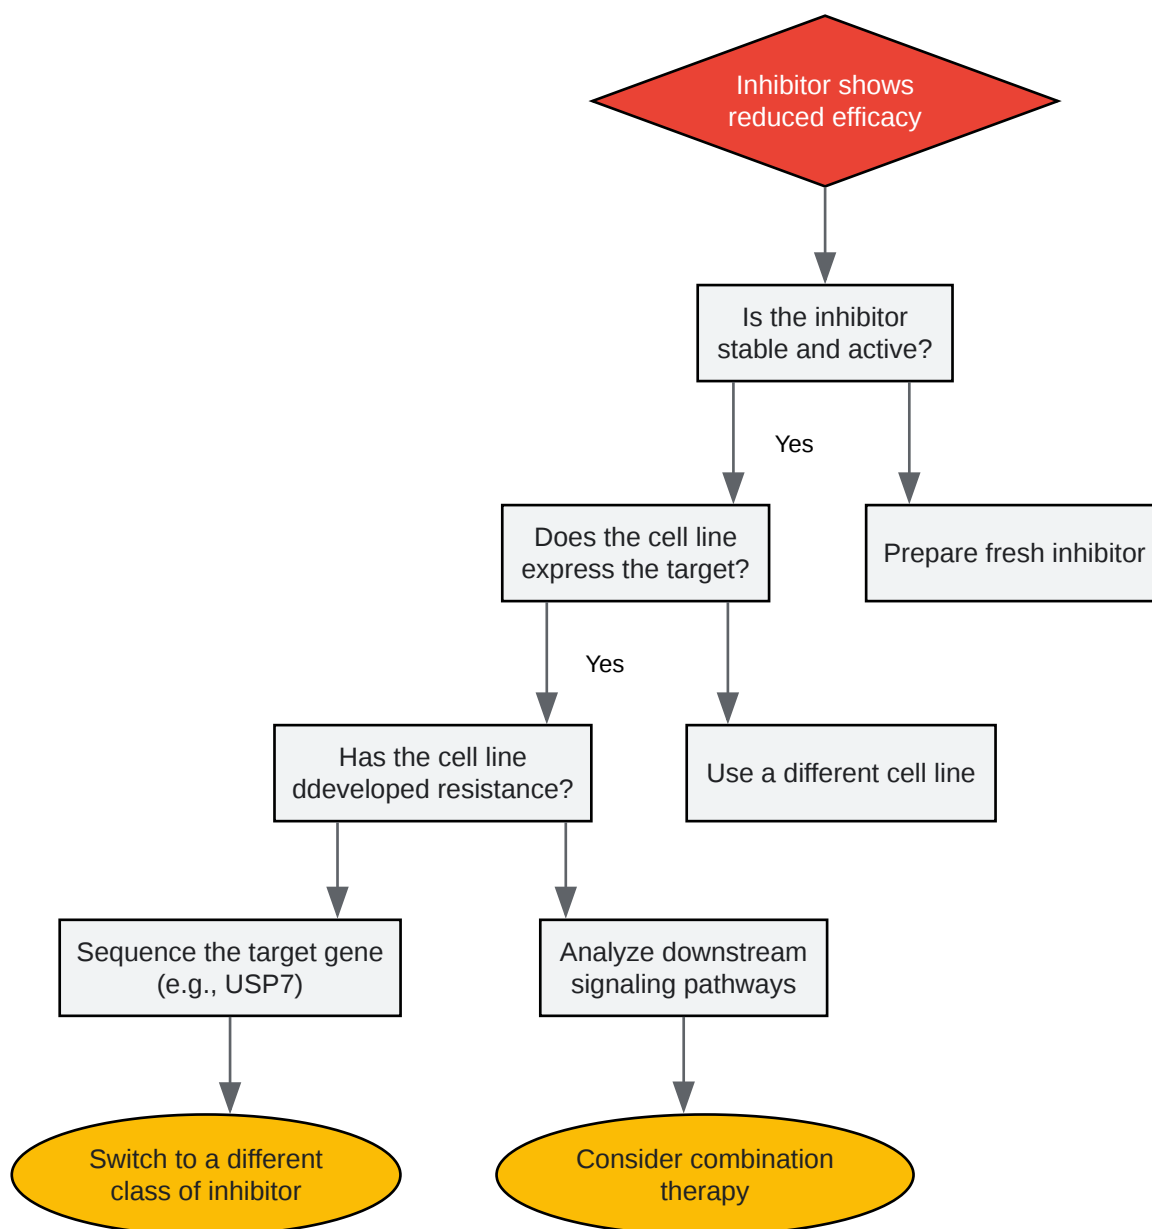 Inhibitor shows
reduced efficacy
Is the inhibitor
stable and active?
Yes
Does the cell line
express the target?
Prepare fresh inhibitor
Yes
Has the cell line
ddeveloped resistance?
Use a different cell line
Sequence the target gene
(e.g., USP7)
Analyze downstream
signaling pathways
Switch to a different
class of inhibitor
Consider combination
therapy